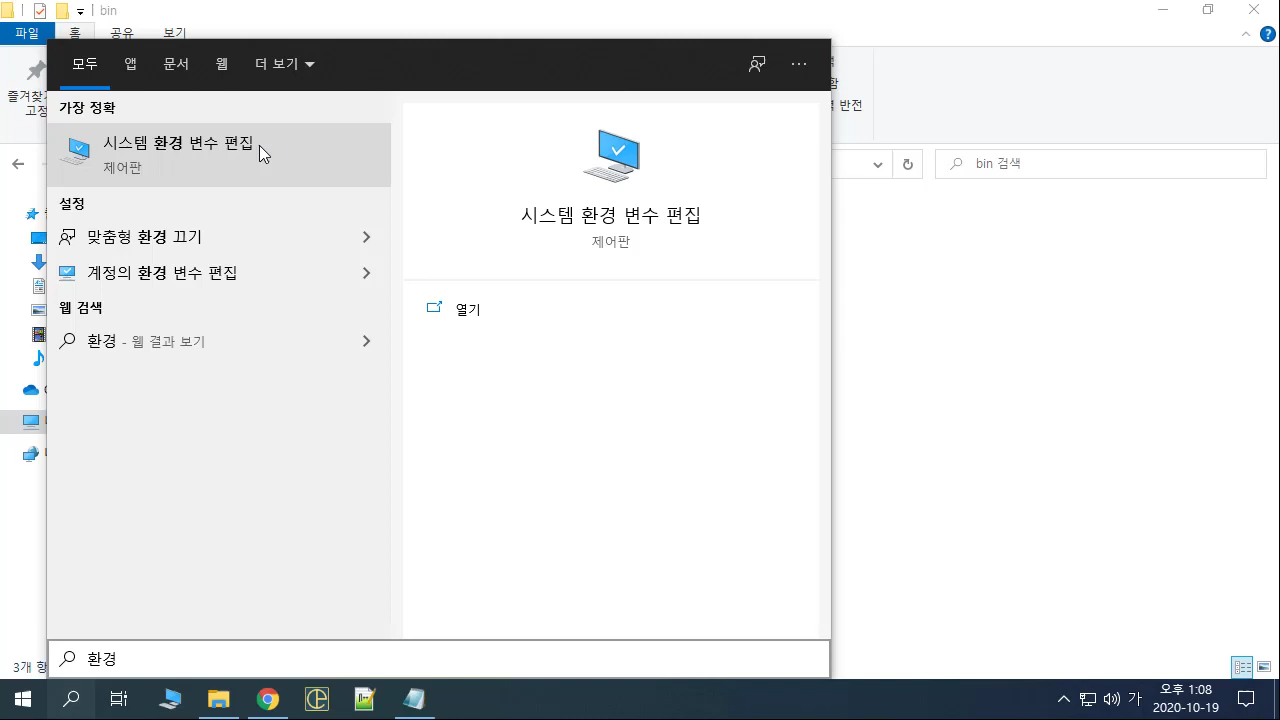 bin
파일
홈
공유
보기
모두
앱
문서
웹
더 보기
즐겨찾기
고정
반전
가장 정확
시스템 환경 변수 편집
제어판
bin 검색
설정
맞춤형 환경 끄기
계정의 환경 변수 편집
웹 검색
환경 - 웹 결과 보기
시스템 환경 변수 편집
제어판
열기
환경
3개 항
가
오후 1:08
2020-10-19